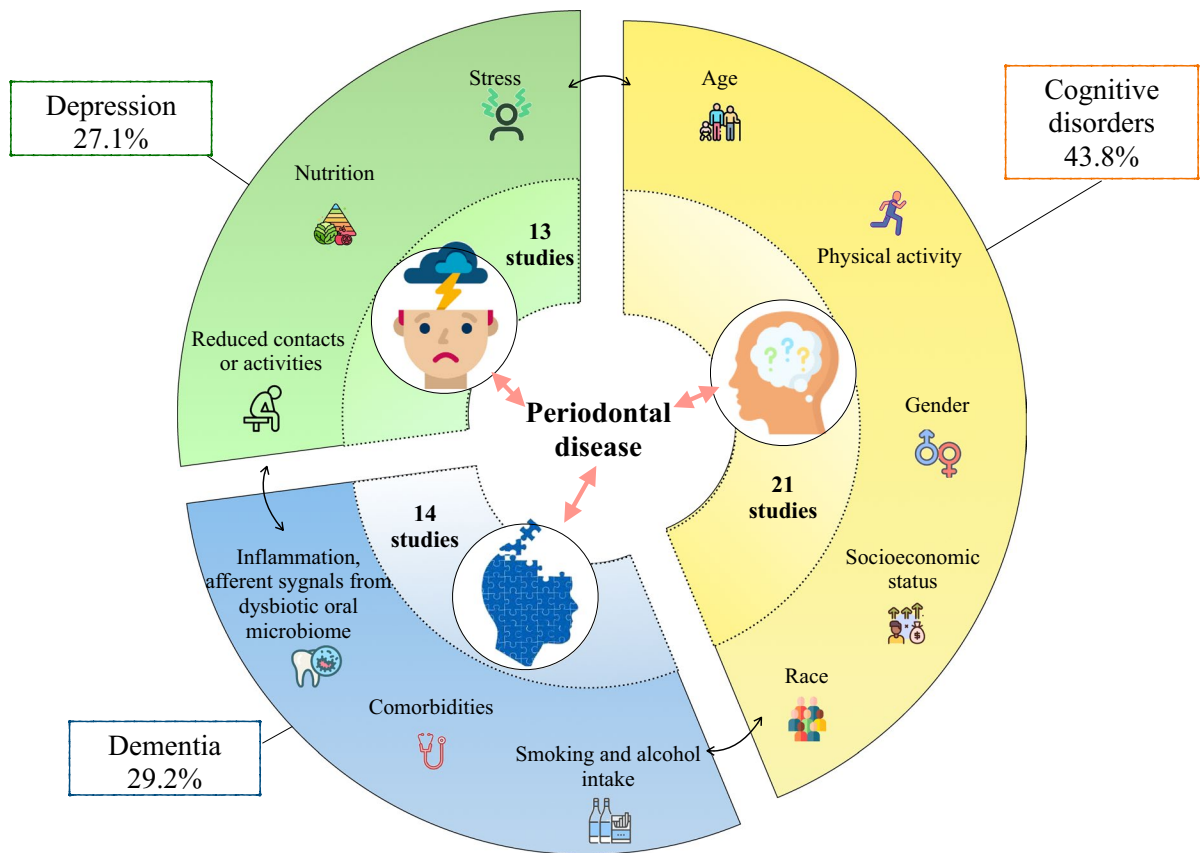 Depression
27.1%
Stress
Nutrition
Reduced contacts
or activities
13
studies
Age
Physical activity
Gender
Socioeconomic
status
Race
21
studies
Cognitive
disorders
43.8%
Periodontal
disease
14
studies
Inflammation,
afferent sygnals from
dysbiotic oral
microbiome
Comorbidities
Smoking and alcohol
intake
Dementia
29.2%